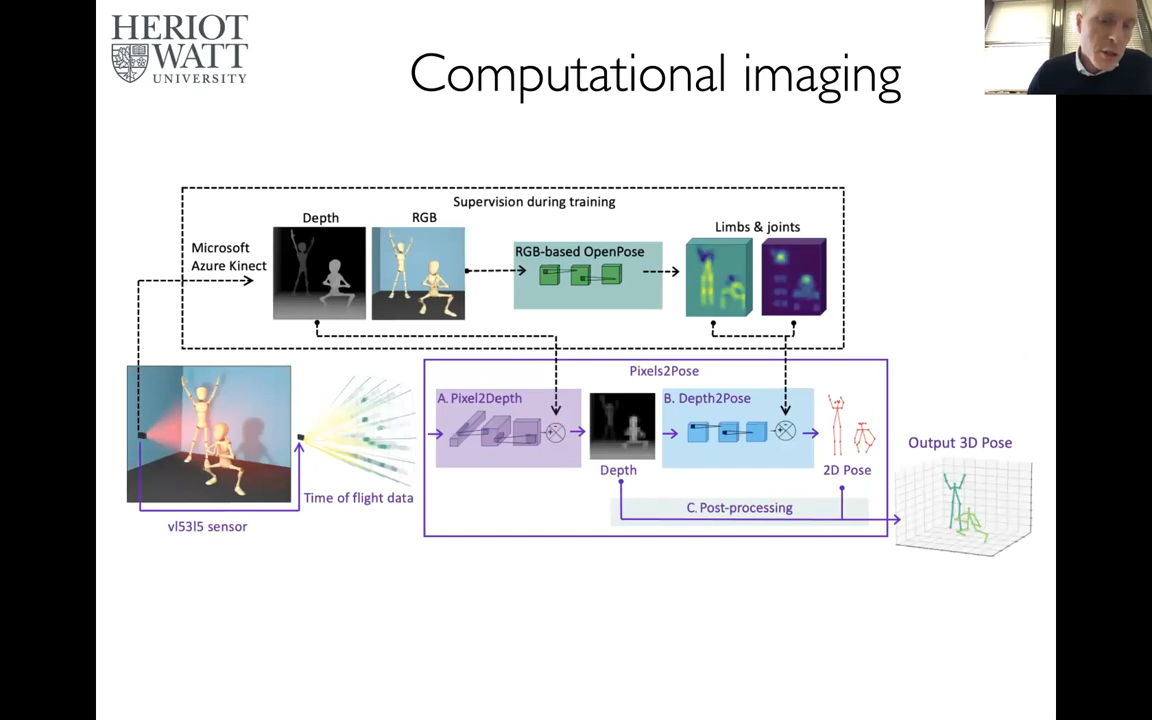 HERIOT
WATT
UNIVERSITY
Computational imaging
Supervision during training
Depth
RGB
Limbs & joints
Microsoft
Azure Kinect
RGB-based OpenPose
Pixels2Pose
A. Pixel2Depth
B. Depth2Pose
Output 3D Pose
Depth
2D Pose
Time of flight data
C. Post-processing
vl53l5 sensor